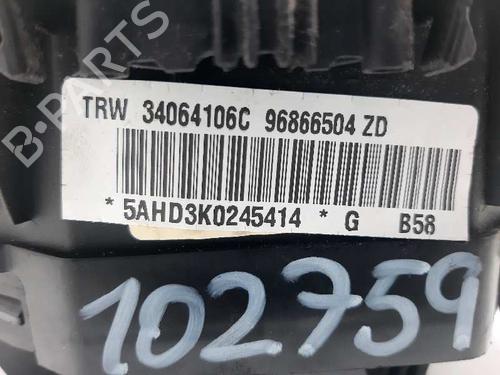 B-PARTS
TRW 34064106C 96866504 ZD
* 5AHD3K0245414 * G B58
102759